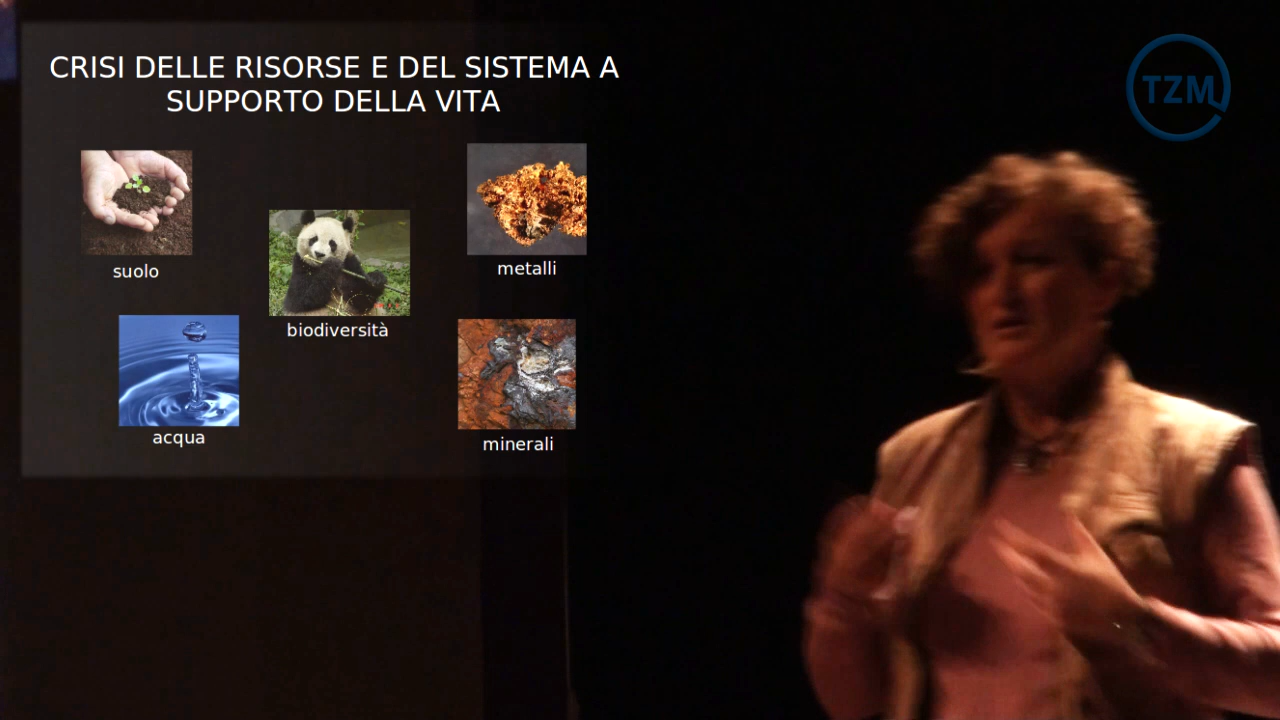 CRISI DELLE RISORSE E DEL SISTEMA A
SUPPORTO DELLA VITA
suolo
metalli
biodiversità
acqua
minerali
TZM